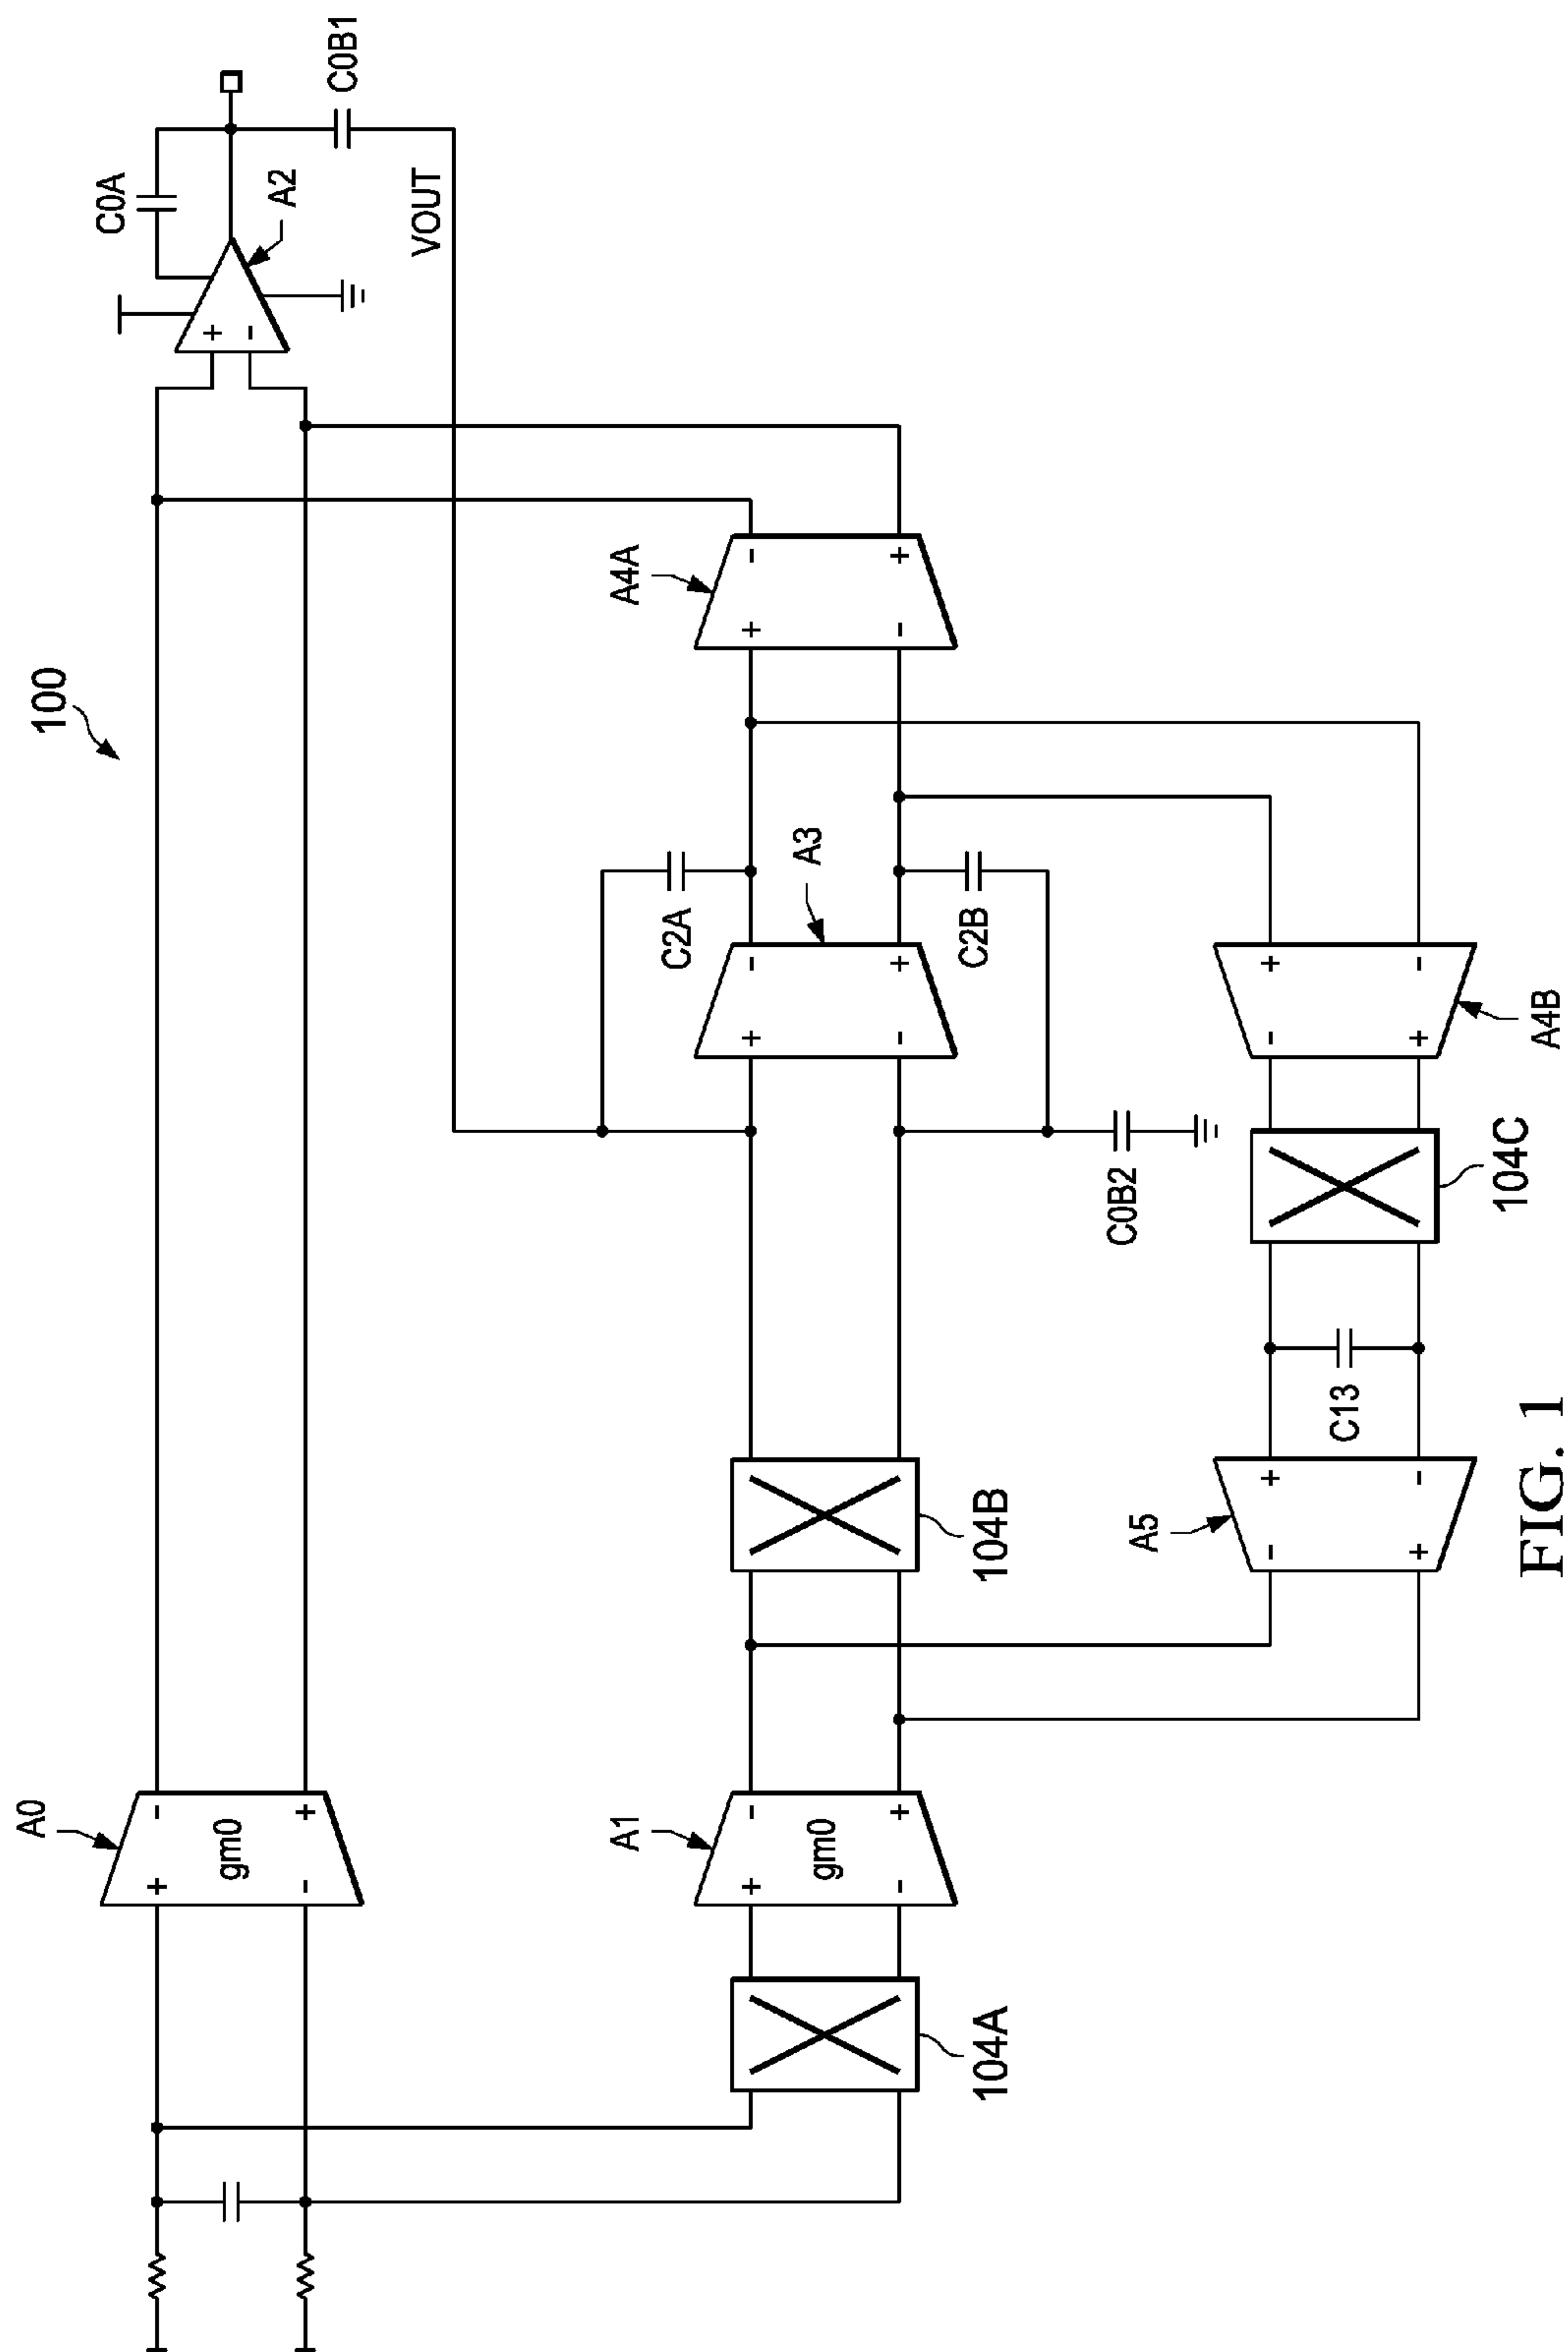 100
A0
gm0
+
-
-
+
C0A
A2
+
-
C0B1
VOUT
104A
A1
gm0
+
-
-
+
104B
A3
+
-
-
+
C2A
C2B
C0B2
A4A
+
-
-
+
A5
-
+
+
-
C13
104C
A4B
-
+
+
-
FIG. 1